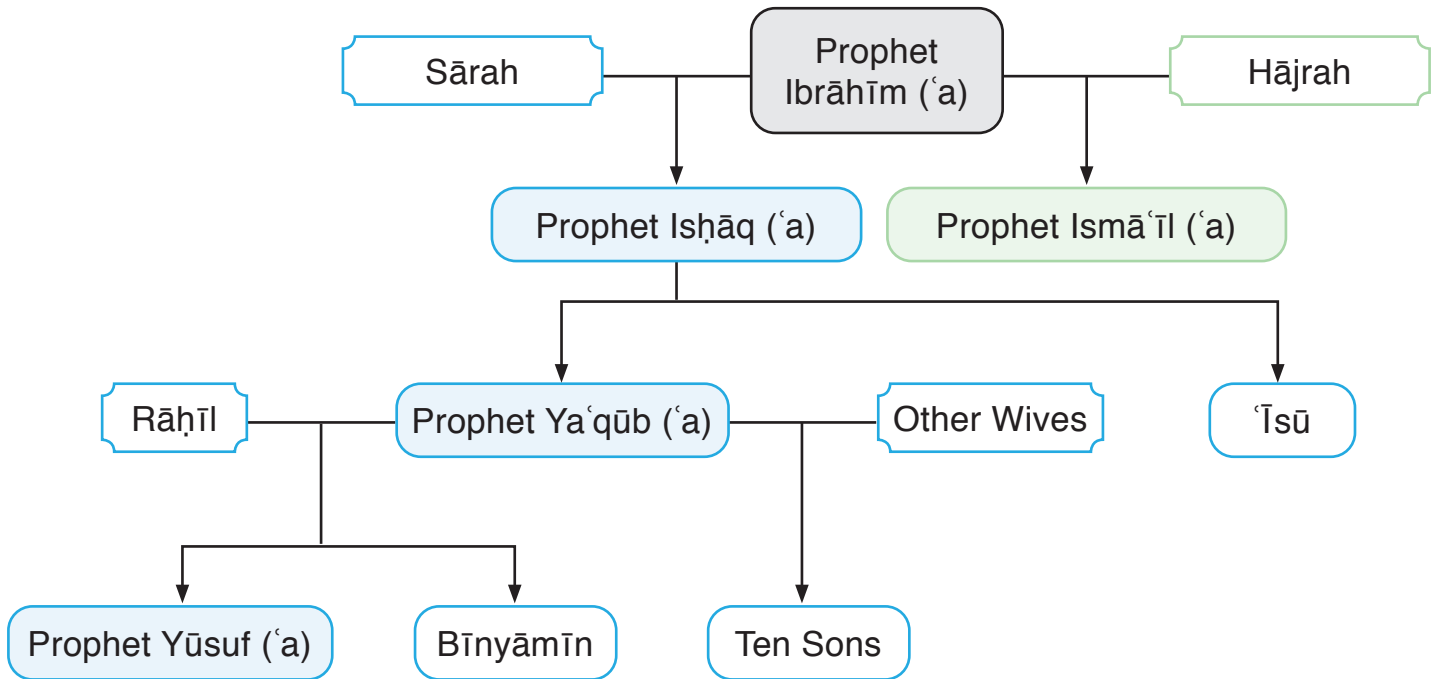 Sārah
Prophet
Ibrāhīm (ʿa)
Hājrah
Prophet Isḥāq (ʿa)
Prophet Ismāʿīl (ʿa)
Rāḥīl
Prophet Yaʿqūb (ʿa)
Other Wives
ʿĪsū
Prophet Yūsuf (ʿa)
Bīnyāmīn
Ten Sons